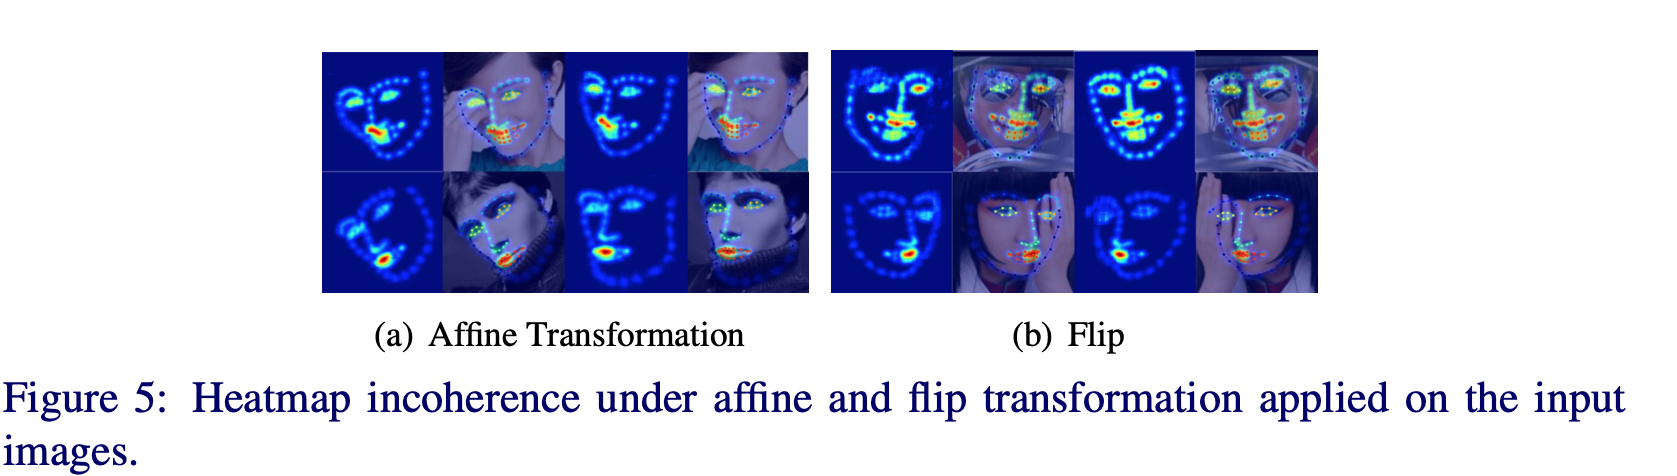 (a) Affine Transformation
(b) Flip
Figure 5: Heatmap incoherence under affine and flip transformation applied on the input
images.